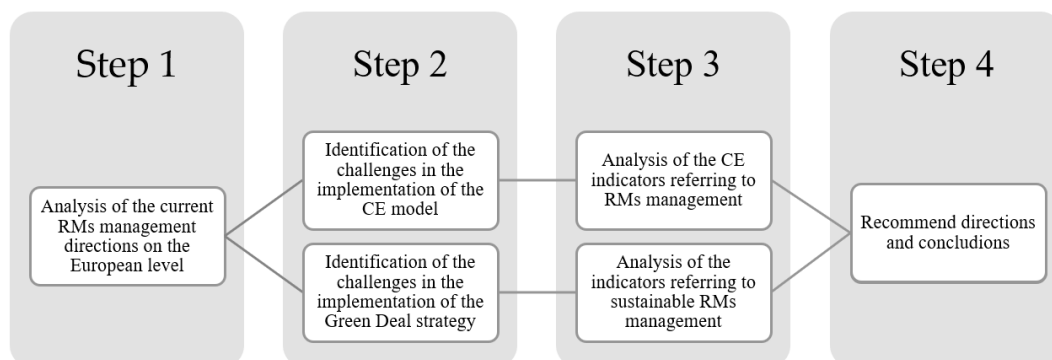 Step 1
Analysis of the current
RMs management
directions on the
European level
Step 2
Identification of the
challenges in the
implementation of the
CE model
Identification of the
challenges in the
implementation of the
Green Deal strategy
Step 3
Analysis of the CE
indicators referring to
RMs management
Analysis of the
indicators referring to
sustainable RMs
management
Step 4
Recommend directions
and concludions